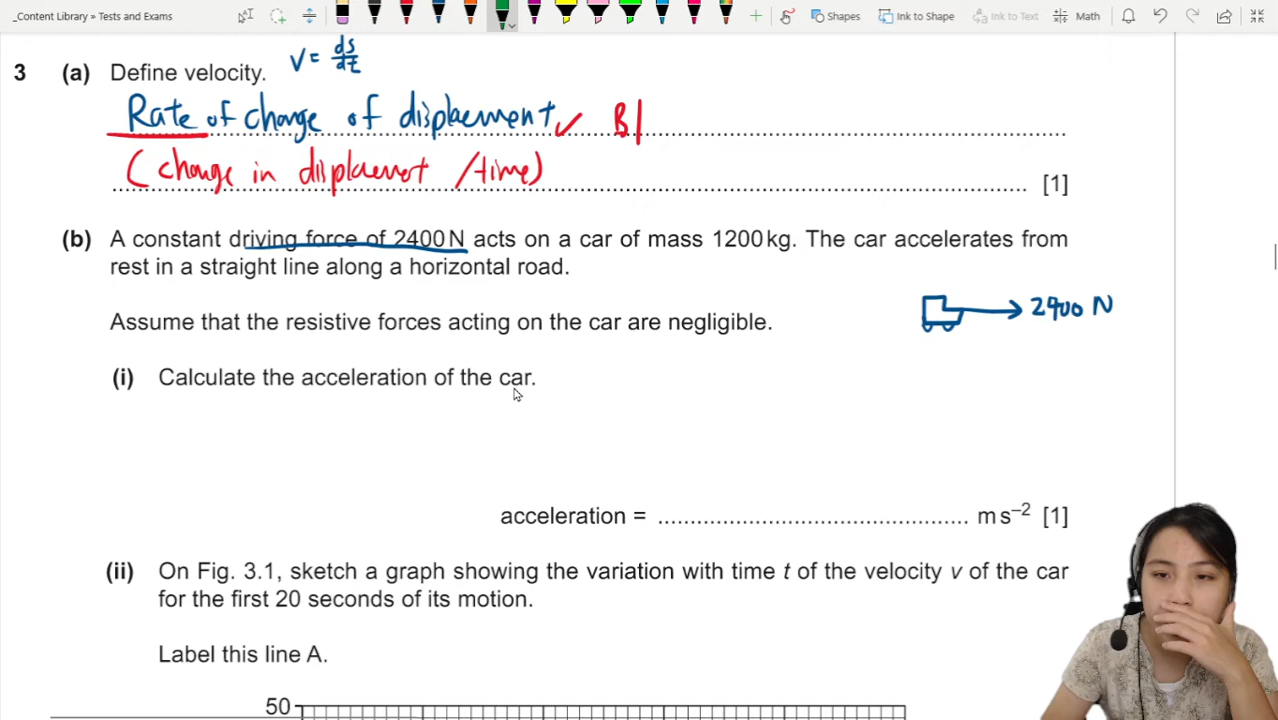 _Content Library » Tests and Exams
Shapes
Ink to Shape
Ink to Text
Math
3 (a) Define velocity. v = ds/dt
Rate of change of displacement ✓ B1
(change in displacement /time)
[1]
(b) A constant driving force of 2400 N acts on a car of mass 1200 kg. The car accelerates from
rest in a straight line along a horizontal road.
2400 N
Assume that the resistive forces acting on the car are negligible.
(i) Calculate the acceleration of the car.
acceleration = ................................................ m s⁻² [1]
(ii) On Fig. 3.1, sketch a graph showing the variation with time t of the velocity v of the car
for the first 20 seconds of its motion.
Label this line A.
50